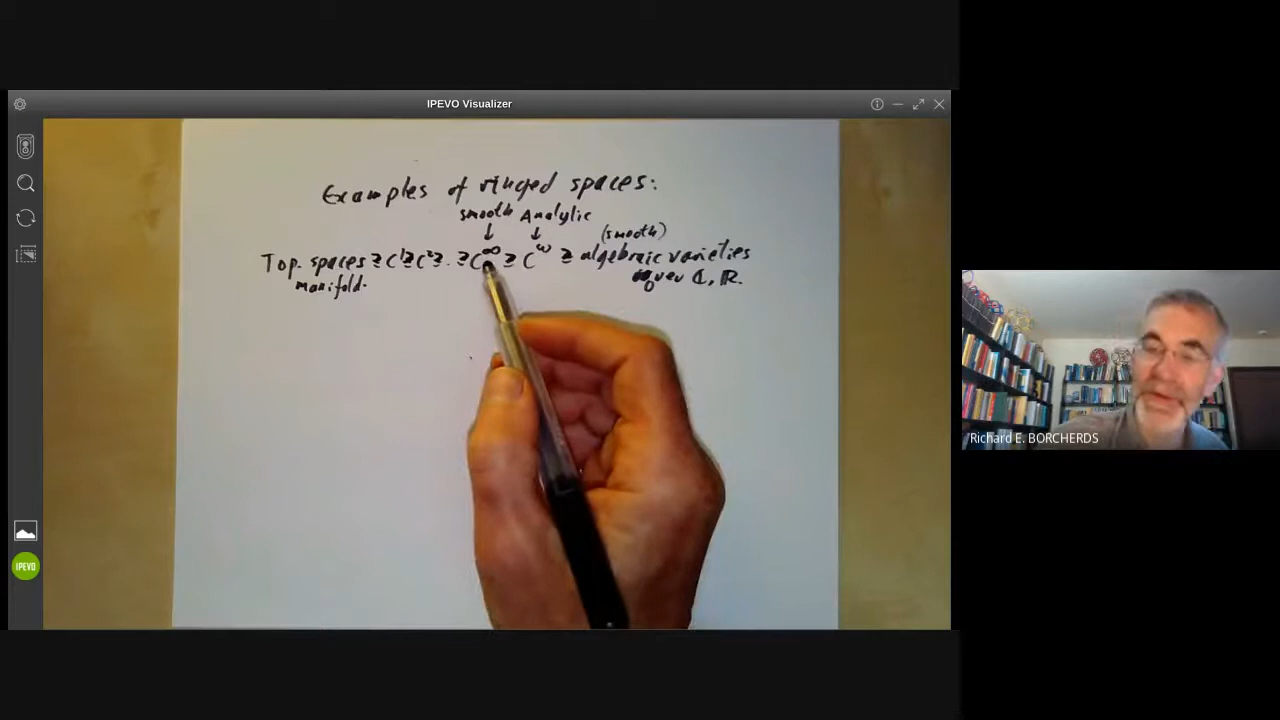 IPEVO Visualizer
Examples of ringed spaces:
smooth Analytic
↓ ↓ (smooth)
Top. spaces ≥ C¹ ≥ C² ≥ . ≥ C^∞ ≥ C^ω ≥ algebraic varieties
manifold. over ℂ, ℝ.
Richard E. BORCHERDS
IPEVO